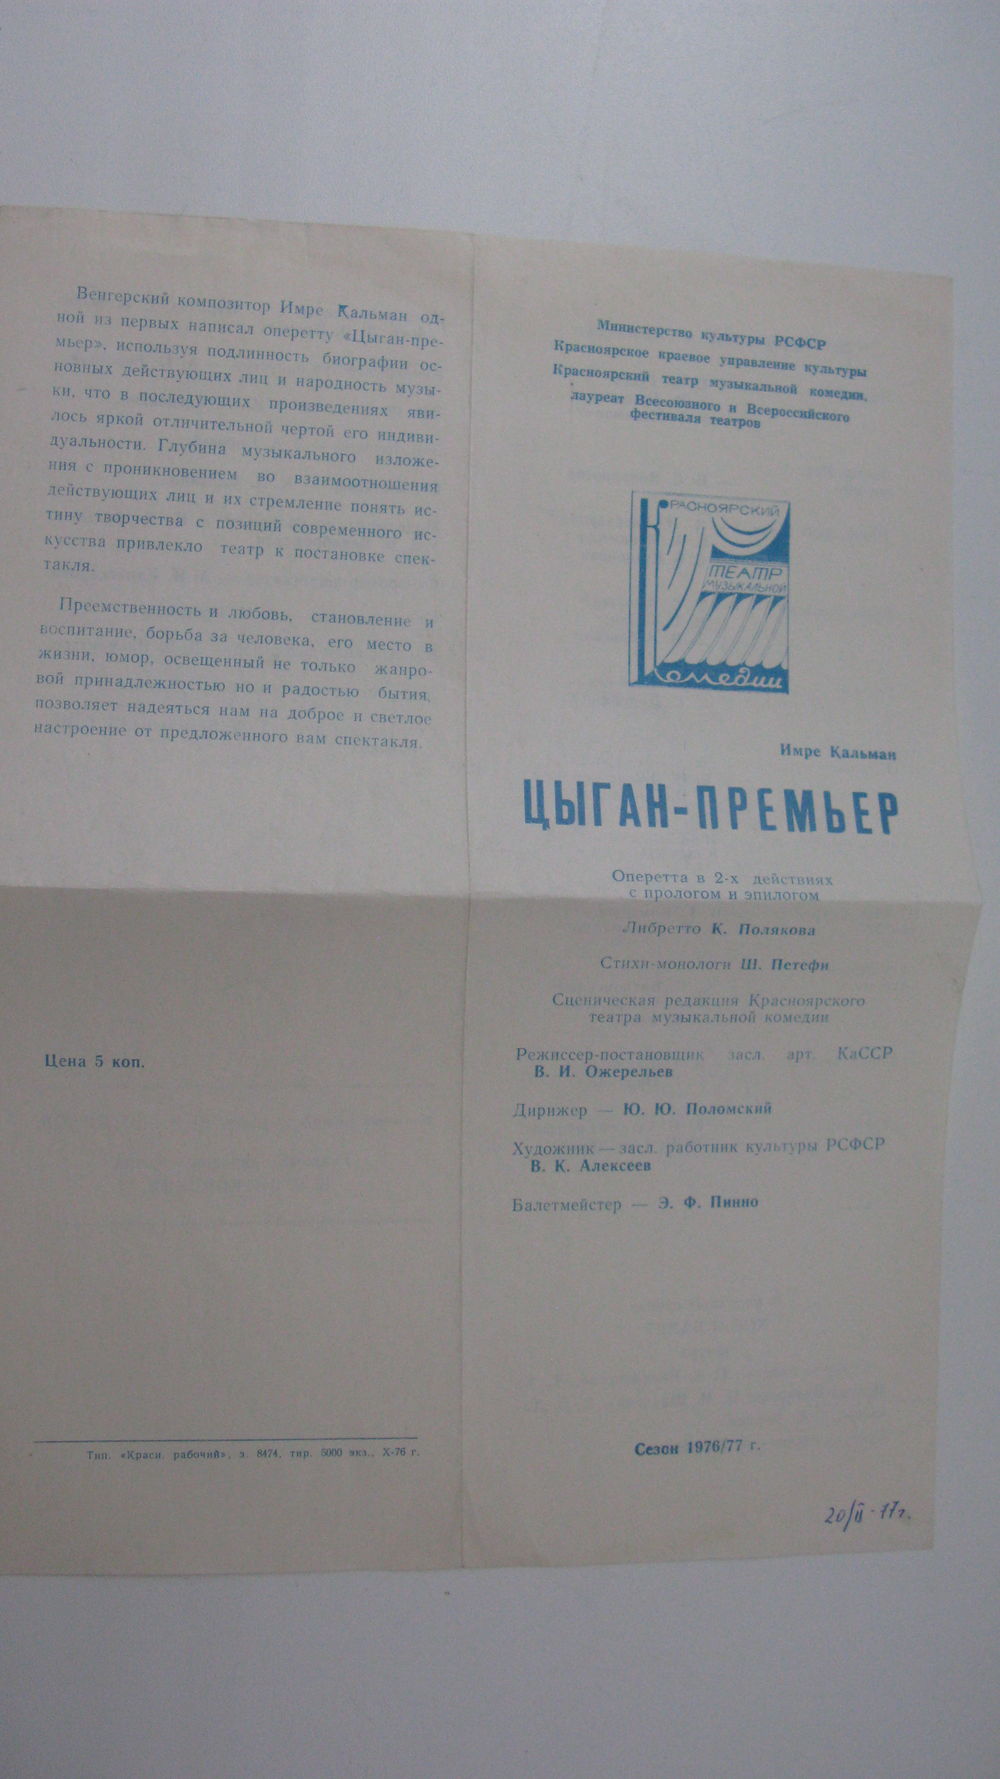 Венгерский композитор Имре Кальман од-
ной из первых написал оперетту «Цыган-пре-
мьер», используя подлинность биографии ос-
новных действующих лиц и народность музы-
ки, что в последующих произведениях яви-
лось яркой отличительной чертой его индиви-
дуальности. Глубина музыкального изложе-
ния с проникновением во взаимоотношения
действующих лиц и их стремление понять ис-
тину творчества с позиций современного ис-
кусства привлекло театр к постановке спек-
такля.
Преемственность и любовь, становление и
воспитание, борьба за человека, его место в
жизни, юмор, освещенный не только жанро-
вой принадлежностью но и радостью бытия,
позволяет надеяться нам на доброе и светлое
настроение от предложенного вам спектакля.
Цена 5 коп.
Тип. «Красн. рабочий», з. 8474, тир. 5000 экз., X-76 г.
Министерство культуры РСФСР
Красноярское краевое управление культуры
Красноярский театр музыкальной комедии,
лауреат Всесоюзного и Всероссийского
фестиваля театров
КРАСНОЯРСКИЙ
ТЕАТР
МУЗЫКАЛЬНОЙ
Комедии
Имре Кальман
ЦЫГАН-ПРЕМЬЕР
Оперетта в 2-х действиях
с прологом и эпилогом
Либретто К. Полякова
Стихи-монологи Ш. Петефи
Сценическая редакция Красноярского
театра музыкальной комедии
Режиссер-постановщик засл. арт. КаССР
В. И. Ожерельев
Дирижер — Ю. Ю. Поломский
Художник — засл. работник культуры РСФСР
В. К. Алексеев
Балетмейстер — Э. Ф. Пинно
Сезон 1976/77 г.
20/II-77г.